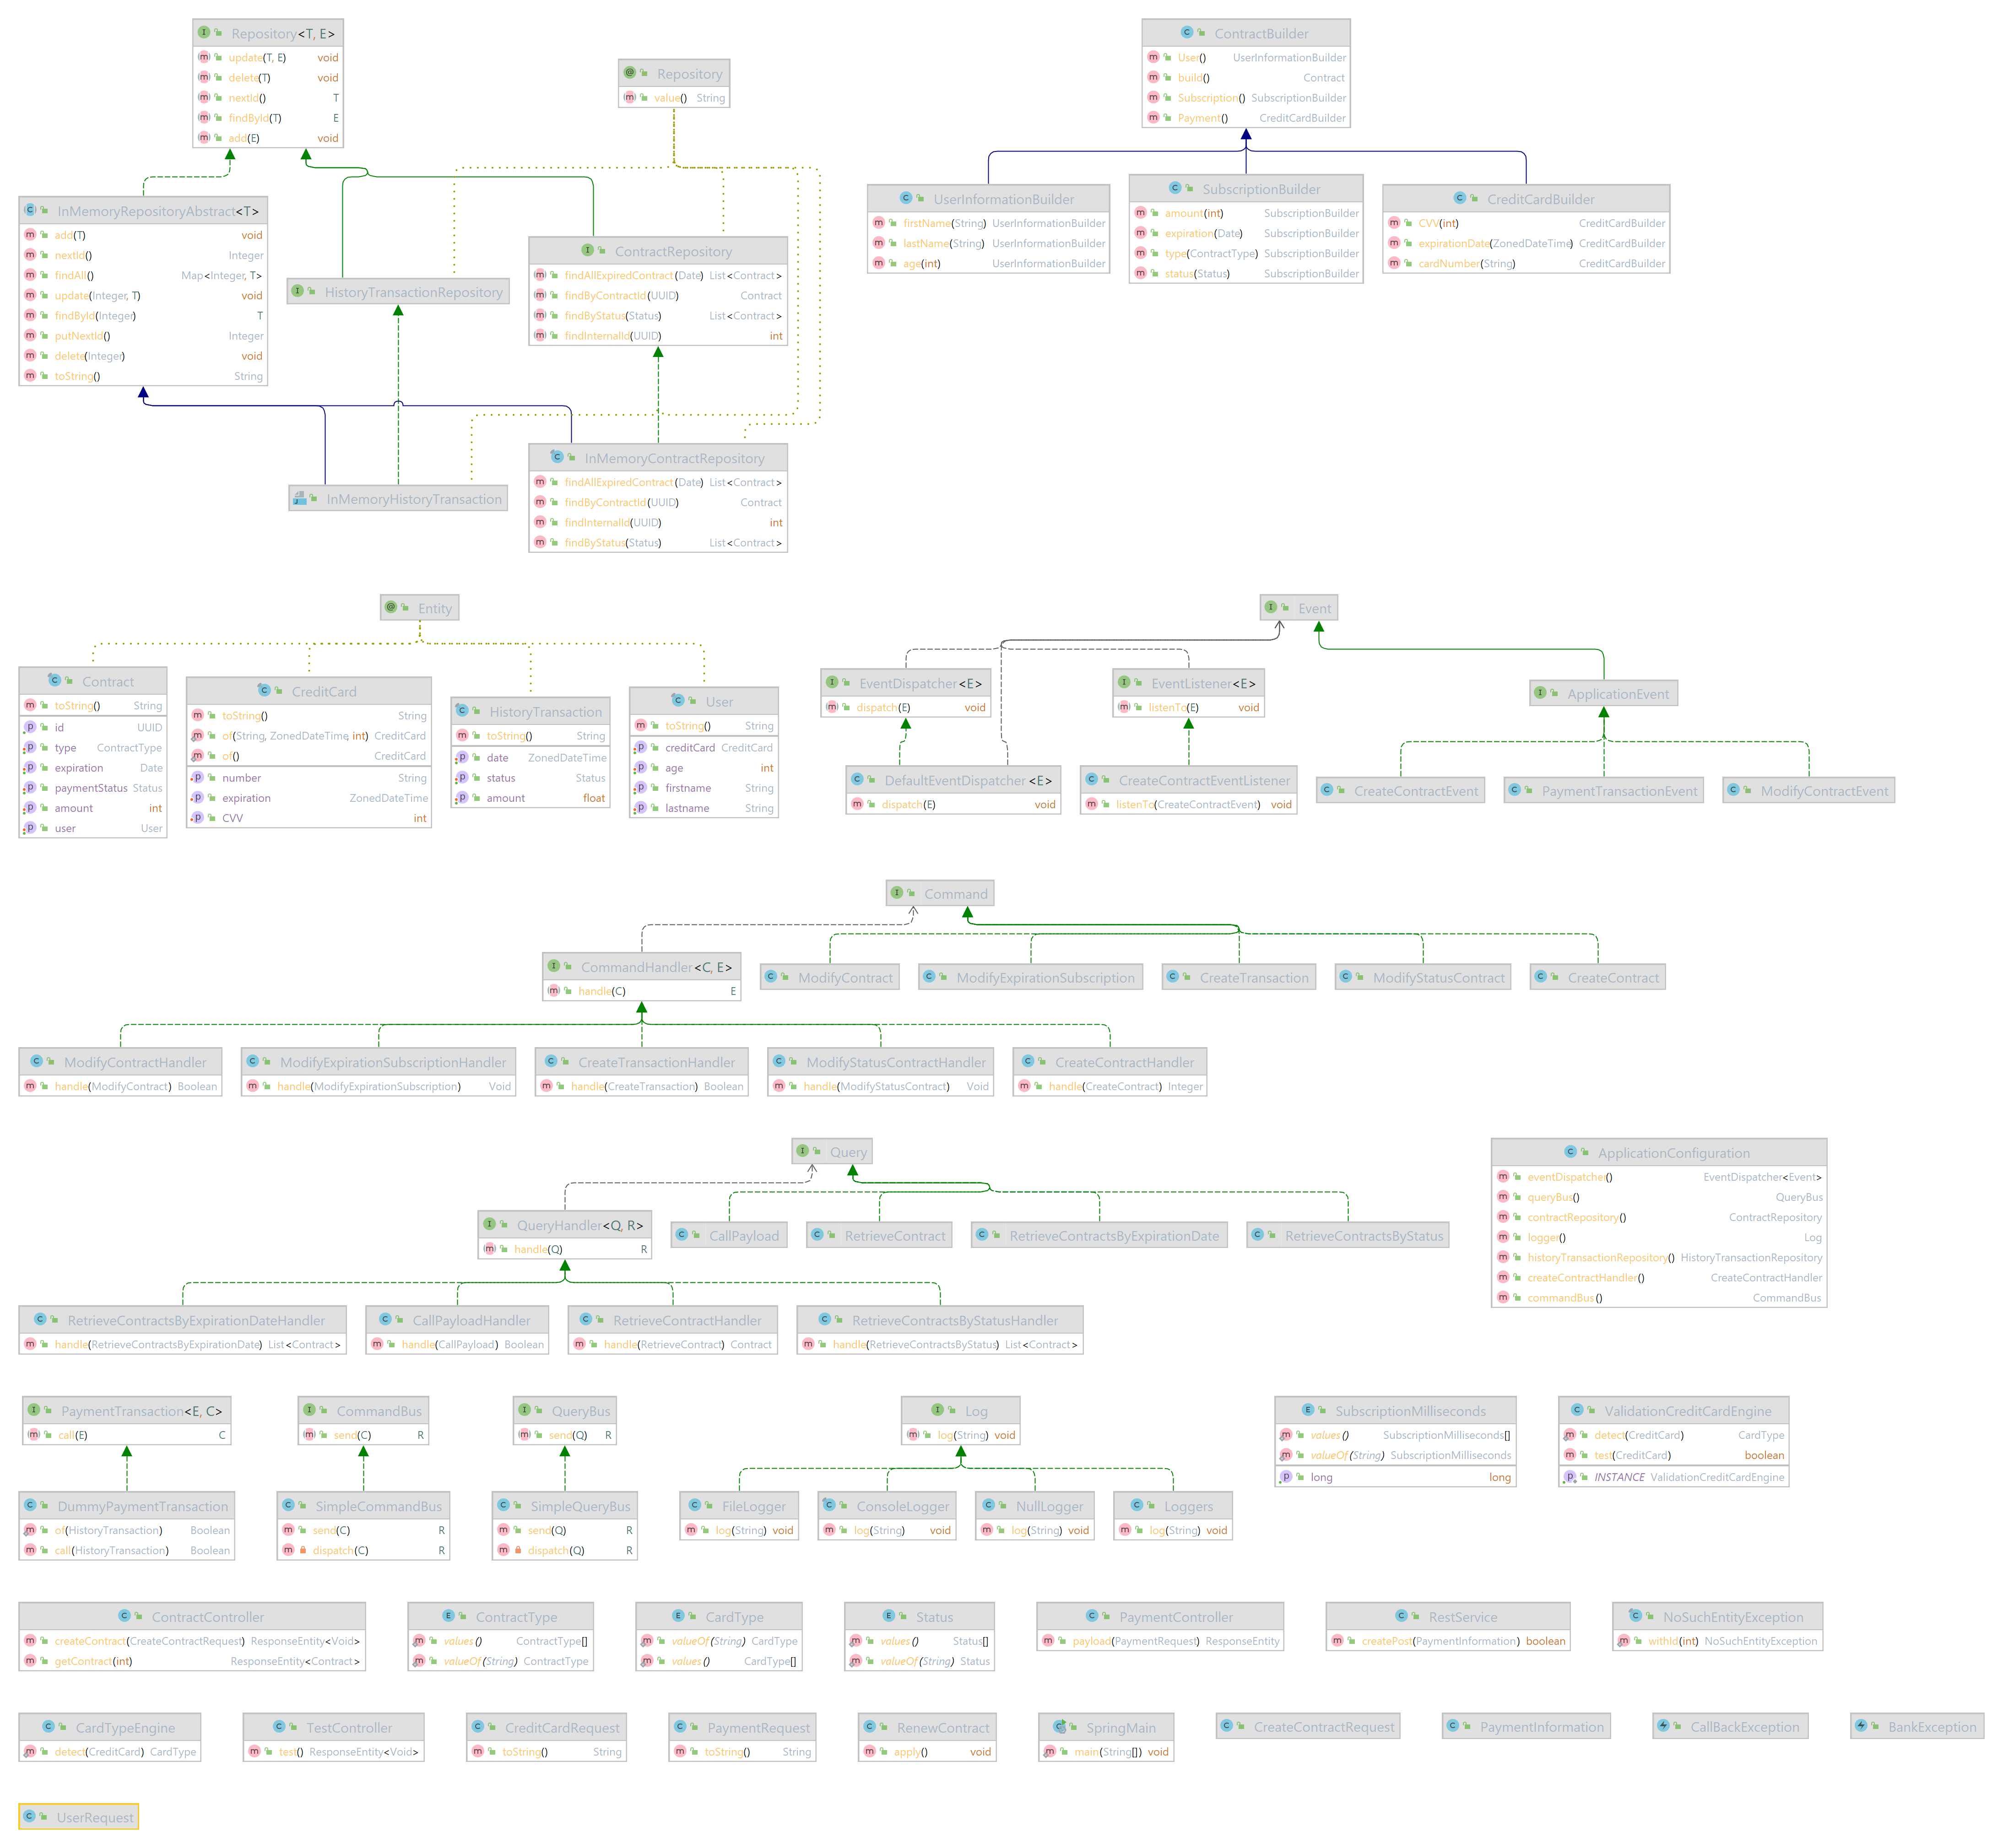 Repository<T, E>
update(T, E) void
delete(T) void
nextId() T
findById(T) E
add(E) void
Repository
value() String
ContractBuilder
User() UserInformationBuilder
build() Contract
Subscription() SubscriptionBuilder
Payment() CreditCardBuilder
InMemoryRepositoryAbstract<T>
add(T) void
nextId() Integer
findAll() Map<Integer, T>
update(Integer, T) void
findById(Integer) T
putNextId() Integer
delete(Integer) void
toString() String
HistoryTransactionRepository
ContractRepository
findAllExpiredContract(Date) List<Contract>
findByContractId(UUID) Contract
findByStatus(Status) List<Contract>
findInternalId(UUID) int
UserInformationBuilder
firstName(String) UserInformationBuilder
lastName(String) UserInformationBuilder
age(int) UserInformationBuilder
SubscriptionBuilder
amount(int) SubscriptionBuilder
expiration(Date) SubscriptionBuilder
type(ContractType) SubscriptionBuilder
status(Status) SubscriptionBuilder
CreditCardBuilder
CVV(int) CreditCardBuilder
expirationDate(ZonedDateTime) CreditCardBuilder
cardNumber(String) CreditCardBuilder
InMemoryHistoryTransaction
InMemoryContractRepository
findAllExpiredContract(Date) List<Contract>
findByContractId(UUID) Contract
findInternalId(UUID) int
findByStatus(Status) List<Contract>
Entity
Event
Contract
toString() String
id UUID
type ContractType
expiration Date
paymentStatus Status
amount int
user User
CreditCard
toString() String
of(String, ZonedDateTime, int) CreditCard
of() CreditCard
number String
expiration ZonedDateTime
CVV int
HistoryTransaction
toString() String
date ZonedDateTime
status Status
amount float
User
toString() String
creditCard CreditCard
age int
firstname String
lastname String
EventDispatcher<E>
dispatch(E) void
EventListener<E>
listenTo(E) void
ApplicationEvent
DefaultEventDispatcher<E>
dispatch(E) void
CreateContractEventListener
listenTo(CreateContractEvent) void
CreateContractEvent
PaymentTransactionEvent
ModifyContractEvent
Command
CommandHandler<C, E>
handle(C) E
ModifyContract
ModifyExpirationSubscription
CreateTransaction
ModifyStatusContract
CreateContract
ModifyContractHandler
handle(ModifyContract) Boolean
ModifyExpirationSubscriptionHandler
handle(ModifyExpirationSubscription) Void
CreateTransactionHandler
handle(CreateTransaction) Boolean
ModifyStatusContractHandler
handle(ModifyStatusContract) Void
CreateContractHandler
handle(CreateContract) Integer
Query
ApplicationConfiguration
eventDispatcher() EventDispatcher<Event>
queryBus() QueryBus
contractRepository() ContractRepository
logger() Log
historyTransactionRepository() HistoryTransactionRepository
createContractHandler() CreateContractHandler
commandBus() CommandBus
QueryHandler<Q, R>
handle(Q) R
CallPayload
RetrieveContract
RetrieveContractsByExpirationDate
RetrieveContractsByStatus
RetrieveContractsByExpirationDateHandler
handle(RetrieveContractsByExpirationDate) List<Contract>
CallPayloadHandler
handle(CallPayload) Boolean
RetrieveContractHandler
handle(RetrieveContract) Contract
RetrieveContractsByStatusHandler
handle(RetrieveContractsByStatus) List<Contract>
PaymentTransaction<E, C>
call(E) C
CommandBus
send(C) R
QueryBus
send(Q) R
Log
log(String) void
SubscriptionMilliseconds
values() SubscriptionMilliseconds[]
valueOf(String) SubscriptionMilliseconds
long long
ValidationCreditCardEngine
detect(CreditCard) CardType
test(CreditCard) boolean
INSTANCE ValidationCreditCardEngine
DummyPaymentTransaction
of(HistoryTransaction) Boolean
call(HistoryTransaction) Boolean
SimpleCommandBus
send(C) R
dispatch(C) R
SimpleQueryBus
send(Q) R
dispatch(Q) R
FileLogger
log(String) void
ConsoleLogger
log(String) void
NullLogger
log(String) void
Loggers
log(String) void
ContractController
createContract(CreateContractRequest) ResponseEntity<Void>
getContract(int) ResponseEntity<Contract>
ContractType
values() ContractType[]
valueOf(String) ContractType
CardType
valueOf(String) CardType
values() CardType[]
Status
values() Status[]
valueOf(String) Status
PaymentController
payload(PaymentRequest) ResponseEntity
RestService
createPost(PaymentInformation) boolean
NoSuchEntityException
withId(int) NoSuchEntityException
CardTypeEngine
detect(CreditCard) CardType
TestController
test() ResponseEntity<Void>
CreditCardRequest
toString() String
PaymentRequest
toString() String
RenewContract
apply() void
SpringMain
main(String[]) void
CreateContractRequest
PaymentInformation
CallBackException
BankException
UserRequest